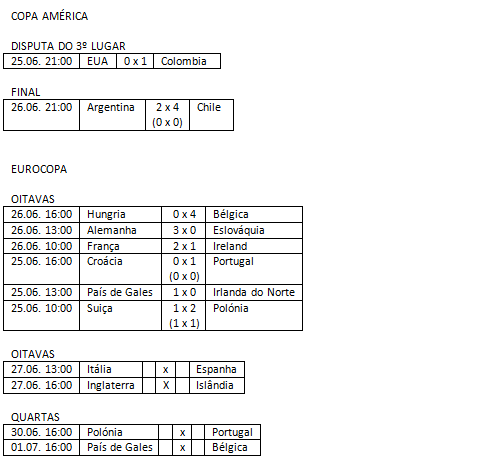 COPA AMÉRICA
DISPUTA DO 3º LUGAR
25.06. 21:00 EUA 0 x 1 Colombia
FINAL
26.06. 21:00 Argentina 2 x 4 Chile
(0 x 0)
EUROCOPA
OITAVAS
26.06. 16:00 Hungria 0 x 4 Bélgica
26.06. 13:00 Alemanha 3 x 0 Eslováquia
26.06. 10:00 França 2 x 1 Ireland
25.06. 16:00 Croácia 0 x 1 Portugal
(0 x 0)
25.06. 13:00 País de Gales 1 x 0 Irlanda do Norte
25.06. 10:00 Suiça 1 x 2 Polónia
(1 x 1)
OITAVAS
27.06. 13:00 Itália x Espanha
27.06. 16:00 Inglaterra X Islândia
QUARTAS
30.06. 16:00 Polónia x Portugal
01.07. 16:00 País de Gales x Bélgica